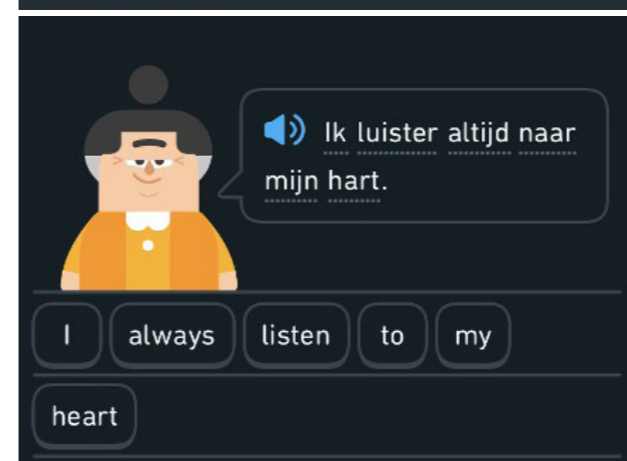 Ik luister altijd naar
mijn hart.
I always listen to my
heart